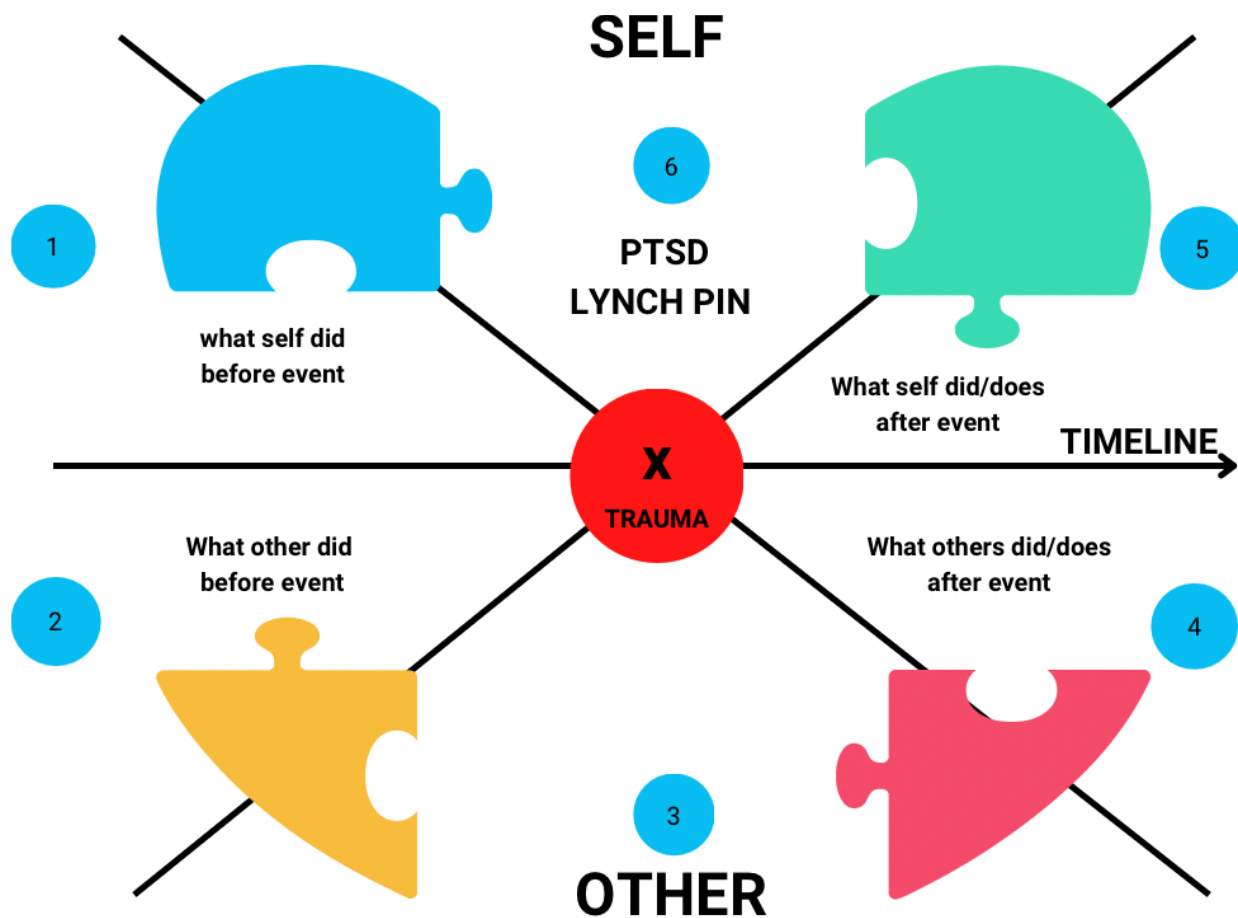 SELF
6
1
5
PTSD
LYNCH PIN
what self did
before event
What self did/does
after event
TIMELINE
X
TRAUMA
What other did
before event
What others did/does
after event
2
4
3
OTHER